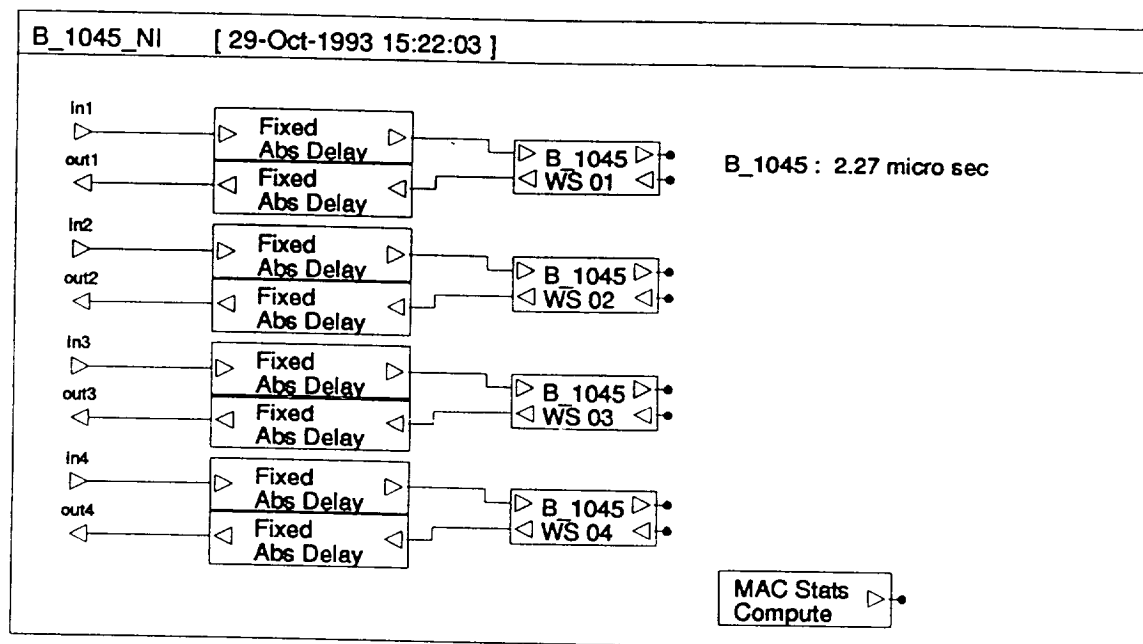 B_1045_NI [ 29-Oct-1993 15:22:03 ]
in1
Fixed
Abs Delay
out1
Fixed
Abs Delay
B_1045
WS 01
B_1045 : 2.27 micro sec
in2
Fixed
Abs Delay
out2
Fixed
Abs Delay
B_1045
WS 02
in3
Fixed
Abs Delay
out3
Fixed
Abs Delay
B_1045
WS 03
in4
Fixed
Abs Delay
out4
Fixed
Abs Delay
B_1045
WS 04
MAC Stats
Compute